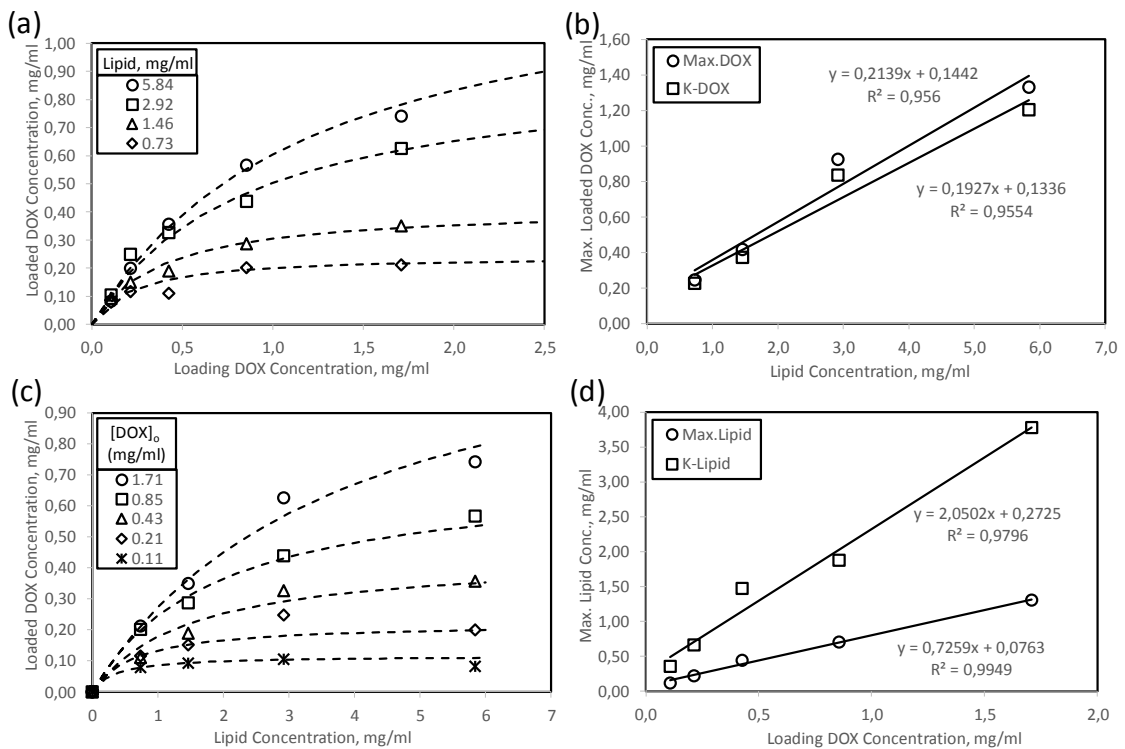 (a)
Loaded DOX Concentration, mg/ml
1,00
0,90
0,80
0,70
0,60
0,50
0,40
0,30
0,20
0,10
0,00
Lipid, mg/ml
5.84
2.92
1.46
0.73
0,0 0,5 1,0 1,5 2,0 2,5
Loading DOX Concentration, mg/ml
(b)
Max. Loaded DOX Conc., mg/ml
1,60
1,40
1,20
1,00
0,80
0,60
0,40
0,20
0,00
Max.DOX
K-DOX
y = 0,2139x + 0,1442
R² = 0,956
y = 0,1927x + 0,1336
R² = 0,9554
0,0 1,0 2,0 3,0 4,0 5,0 6,0 7,0
Lipid Concentration, mg/ml
(c)
Loaded DOX Concentration, mg/ml
0,90
0,80
0,70
0,60
0,50
0,40
0,30
0,20
0,10
0,00
[DOX]o
(mg/ml)
1.71
0.85
0.43
0.21
0.11
0 1 2 3 4 5 6 7
Lipid Concentration, mg/ml
(d)
Max. Lipid Conc., mg/ml
4,00
3,50
3,00
2,50
2,00
1,50
1,00
0,50
0,00
Max.Lipid
K-Lipid
y = 2,0502x + 0,2725
R² = 0,9796
y = 0,7259x + 0,0763
R² = 0,9949
0,0 0,5 1,0 1,5 2,0
Loading DOX Concentration, mg/ml